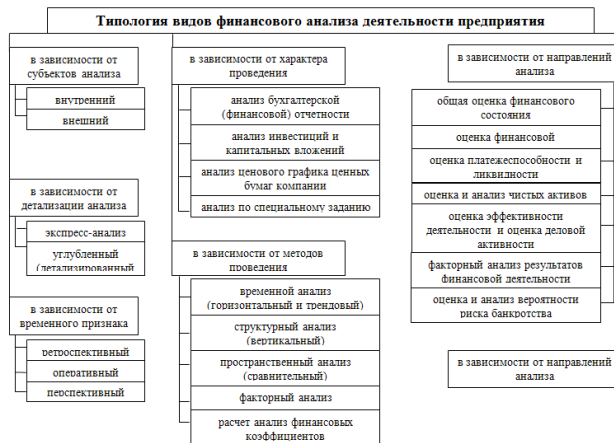 Типология видов финансового анализа деятельности предприятия
в зависимости от
субъектов анализа
внутренний
внешний
в зависимости от
детализации анализа
экспресс-анализ
углубленный
(детализированный
в зависимости от
временного признака
ретроспективный
оперативный
перспективный
в зависимости от характера
проведения
анализ бухгалтерской
(финансовой) отчетности
анализ инвестиций и
капитальных вложений
анализ ценового графика ценных
бумаг компании
анализ по специальному заданию
в зависимости от методов
проведения
временной анализ
(горизонтальный и трендовый)
структурный анализ
(вертикальный)
пространственный анализ
(сравнительный)
факторный анализ
расчет анализ финансовых
коэффициентов
в зависимости от направлений
анализа
общая оценка финансового
состояния
оценка финансовой
оценка платежеспособности и
ликвидности
оценка и анализ чистых активов
оценка эффективности
деятельности и оценка деловой
активности
факторный анализ результатов
финансовой деятельности
оценка и анализ вероятности
риска банкротства
в зависимости от направлений
анализа